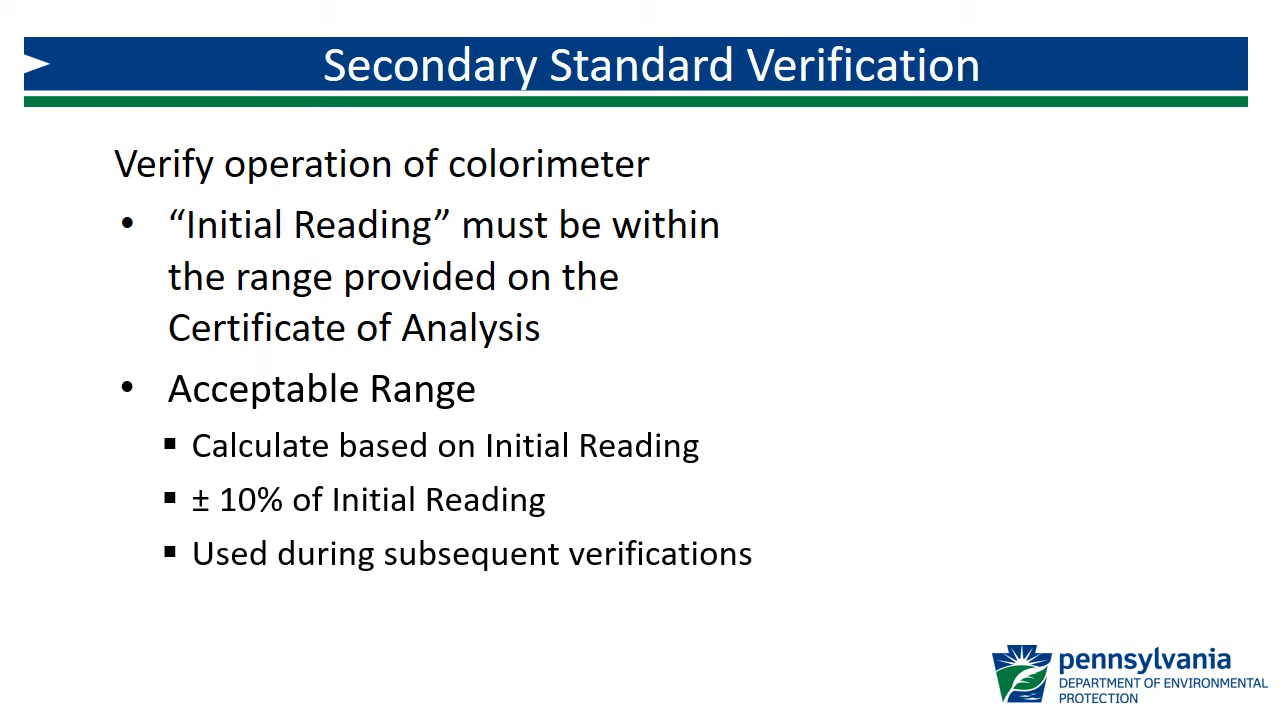 Secondary Standard Verification
Verify operation of colorimeter
• “Initial Reading” must be within
the range provided on the
Certificate of Analysis
• Acceptable Range
▪ Calculate based on Initial Reading
▪ ± 10% of Initial Reading
▪ Used during subsequent verifications
pennsylvania
DEPARTMENT OF ENVIRONMENTAL
PROTECTION